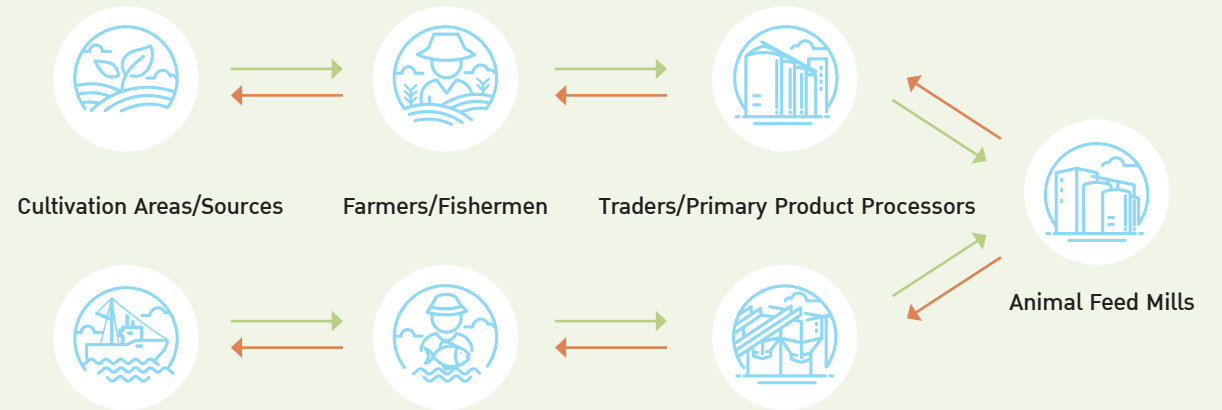 Cultivation Areas/Sources
Farmers/Fishermen
Traders/Primary Product Processors
Animal Feed Mills